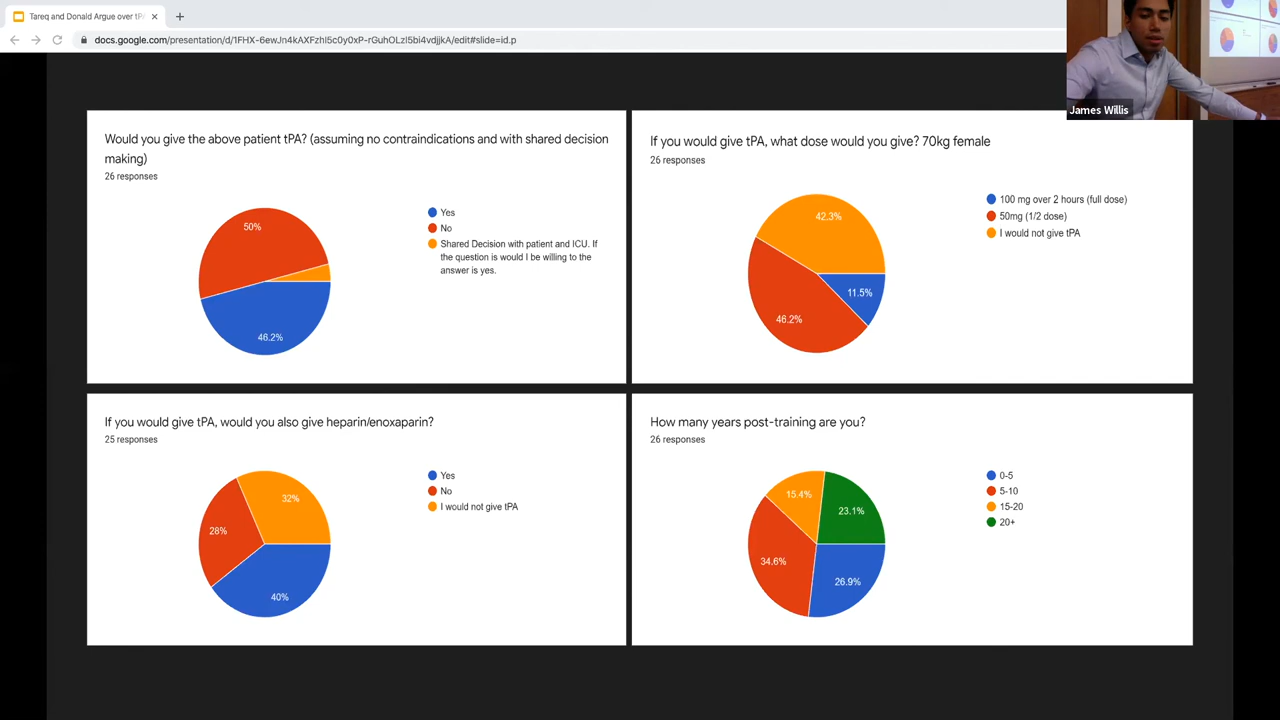 Tareq and Donald Argue over tP
docs.google.com/presentation/d/1FHX-6ewJn4kAXFzhI5c0y0xP-rGuhOLzI5bi4vdjjkA/edit#slide=id.p
James Willis
Would you give the above patient tPA? (assuming no contraindications and with shared decision
making)
26 responses
50%
46.2%
Yes
No
Shared Decision with patient and ICU. If
the question is would I be willing to the
answer is yes.
If you would give tPA, what dose would you give? 70kg female
26 responses
42.3%
11.5%
46.2%
100 mg over 2 hours (full dose)
50mg (1/2 dose)
I would not give tPA
If you would give tPA, would you also give heparin/enoxaparin?
25 responses
32%
28%
40%
Yes
No
I would not give tPA
How many years post-training are you?
26 responses
15.4%
23.1%
34.6%
26.9%
0-5
5-10
15-20
20+